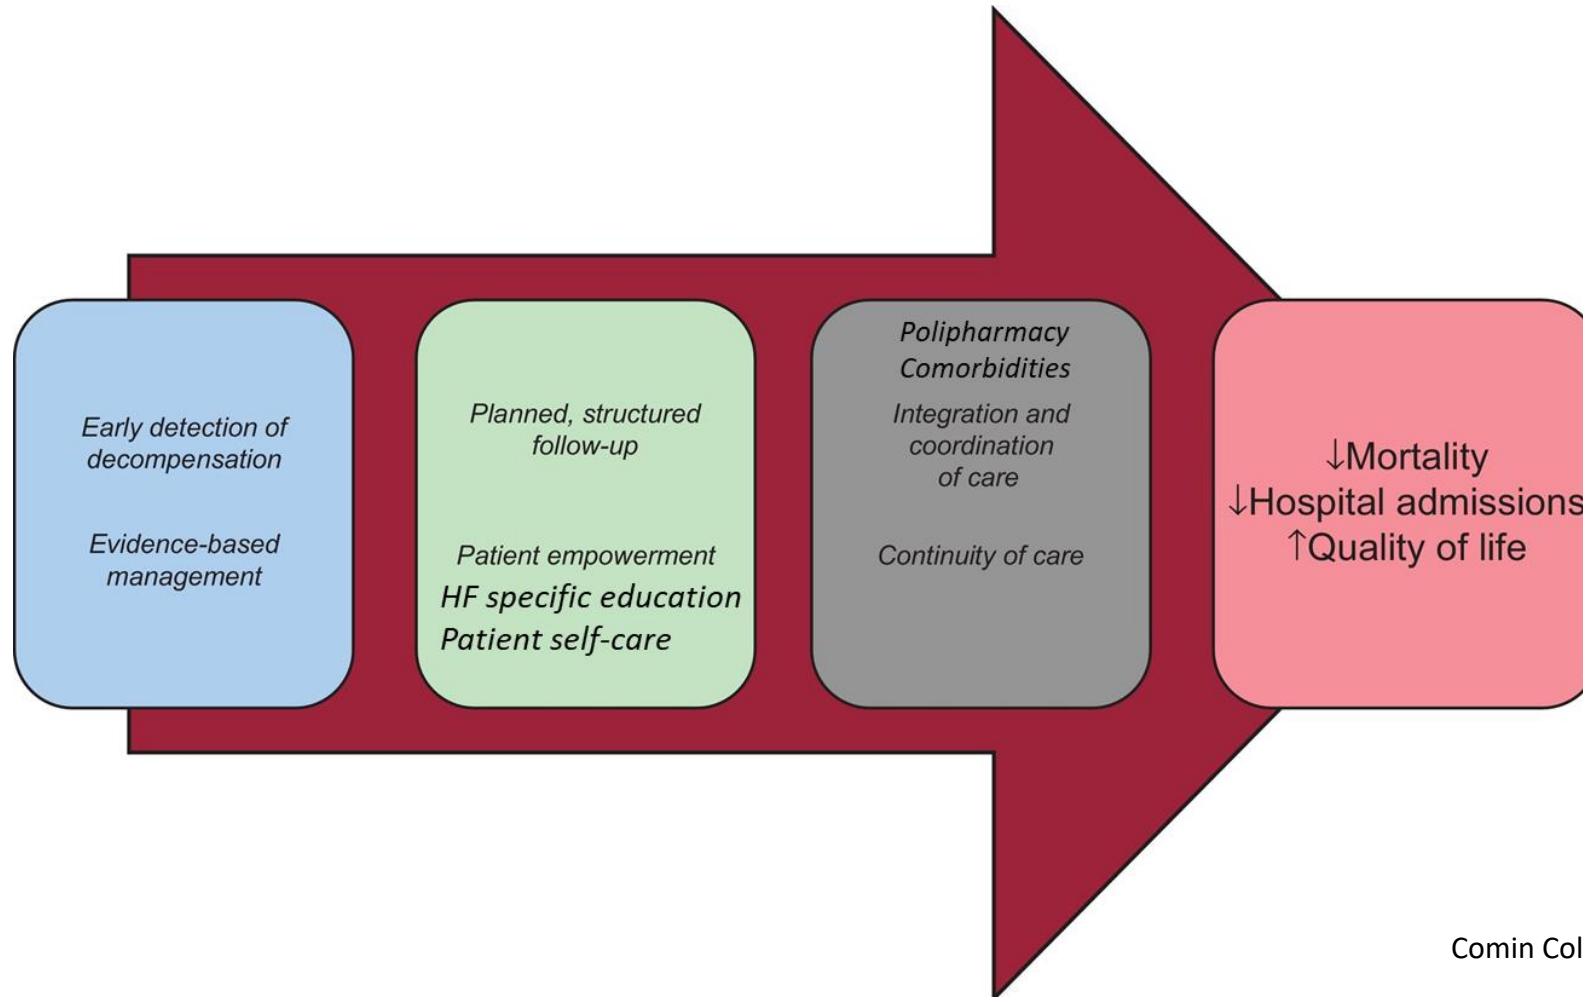 Early detection of
decompensation
Evidence-based
management
Planned, structured
follow-up
Patient empowerment
HF specific education
Patient self-care
Polipharmacy
Comorbidities
Integration and
coordination
of care
Continuity of care
↓Mortality
↓Hospital admissions
↑Quality of life
Comin Col